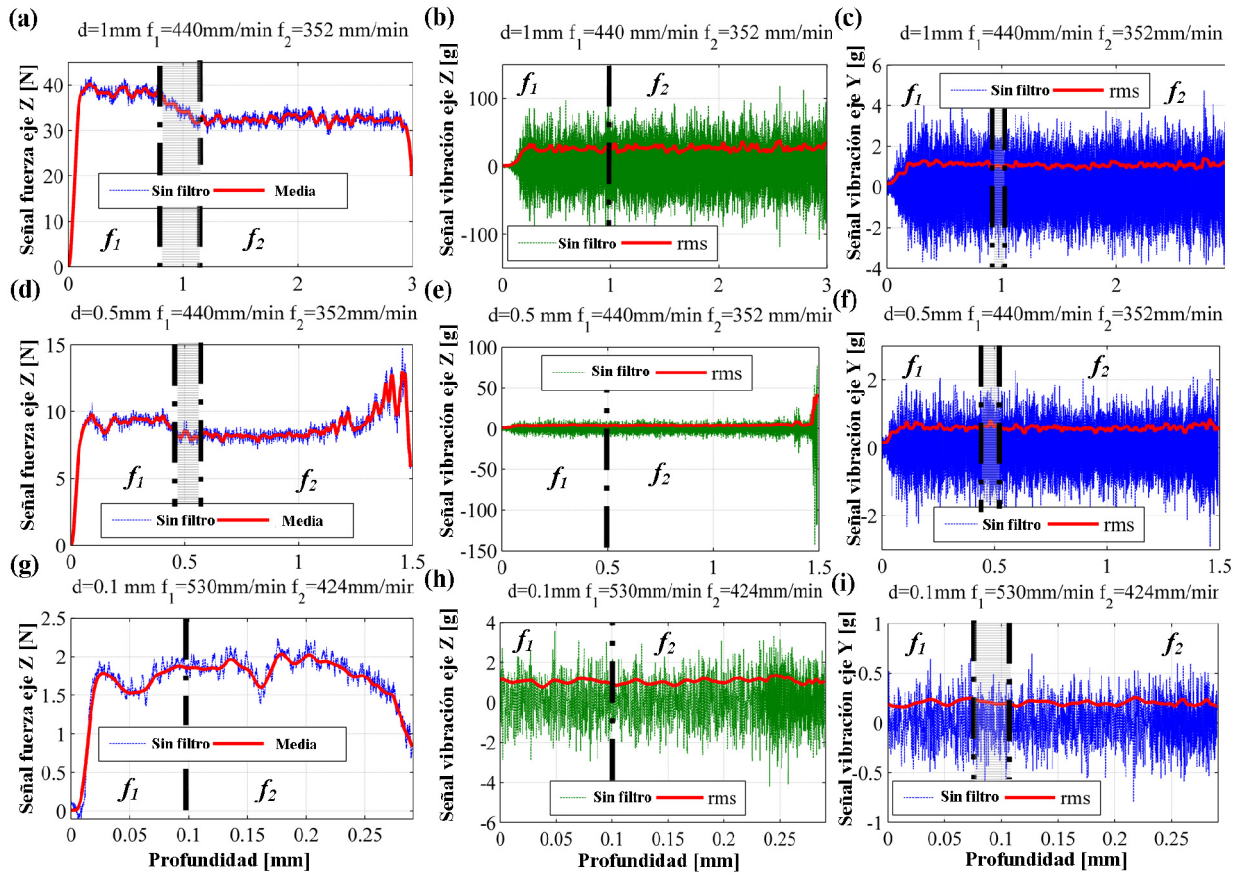 (a)
d=1mm f1=440mm/min f2=352 mm/min
Señal fuerza eje Z [N]
40
30
20
10
0
f1
f2
Sin filtro Media
0 1 2 3
(b)
d=1mm f1=440 mm/min f2=352 mm/min
Señal vibración eje Z [g]
100
50
0
-50
-100
f1
f2
Sin filtro rms
0 1 2 3
(c)
d=1mm f1=440mm/min f2=352mm/min
Señal vibración eje Y [g]
6
4
2
0
-2
-4
f1
f2
Sin filtro rms
0 1 2
(d)
d=0.5mm f1=440mm/min f2=352mm/min
Señal fuerza eje Z [N]
15
10
5
0
f1
f2
Sin filtro Media
0 0.5 1 1.5
(e)
d=0.5 mm f1=440mm/min f2=352 mm/min
Señal vibración eje Z [g]
100
50
0
-50
-100
-150
f1
f2
Sin filtro rms
0 0.5 1 1.5
(f)
d=0.5mm f1=440mm/min f2=352mm/min
Señal vibración eje Y [g]
2
0
-2
f1
f2
Sin filtro rms
0 0.5 1 1.5
(g)
d=0.1 mm f1=530mm/min f2=424mm/min
Señal fuerza eje Z [N]
2.5
2
1.5
1
0.5
0
f1
f2
Sin filtro Media
0 0.05 0.1 0.15 0.2 0.25
Profundidad [mm]
(h)
d=0.1mm f1=530mm/min f2=424mm/min
Señal vibración eje Z [g]
4
2
0
-2
-4
-6
f1
f2
Sin filtro rms
0 0.05 0.1 0.15 0.2 0.25
Profundidad [mm]
(i)
d=0.1mm f1=530mm/min f2=424mm/min
Señal vibración eje Y [g]
1
0.5
0
-0.5
-1
f1
f2
Sin filtro rms
0 0.05 0.1 0.15 0.2 0.25
Profundidad [mm]